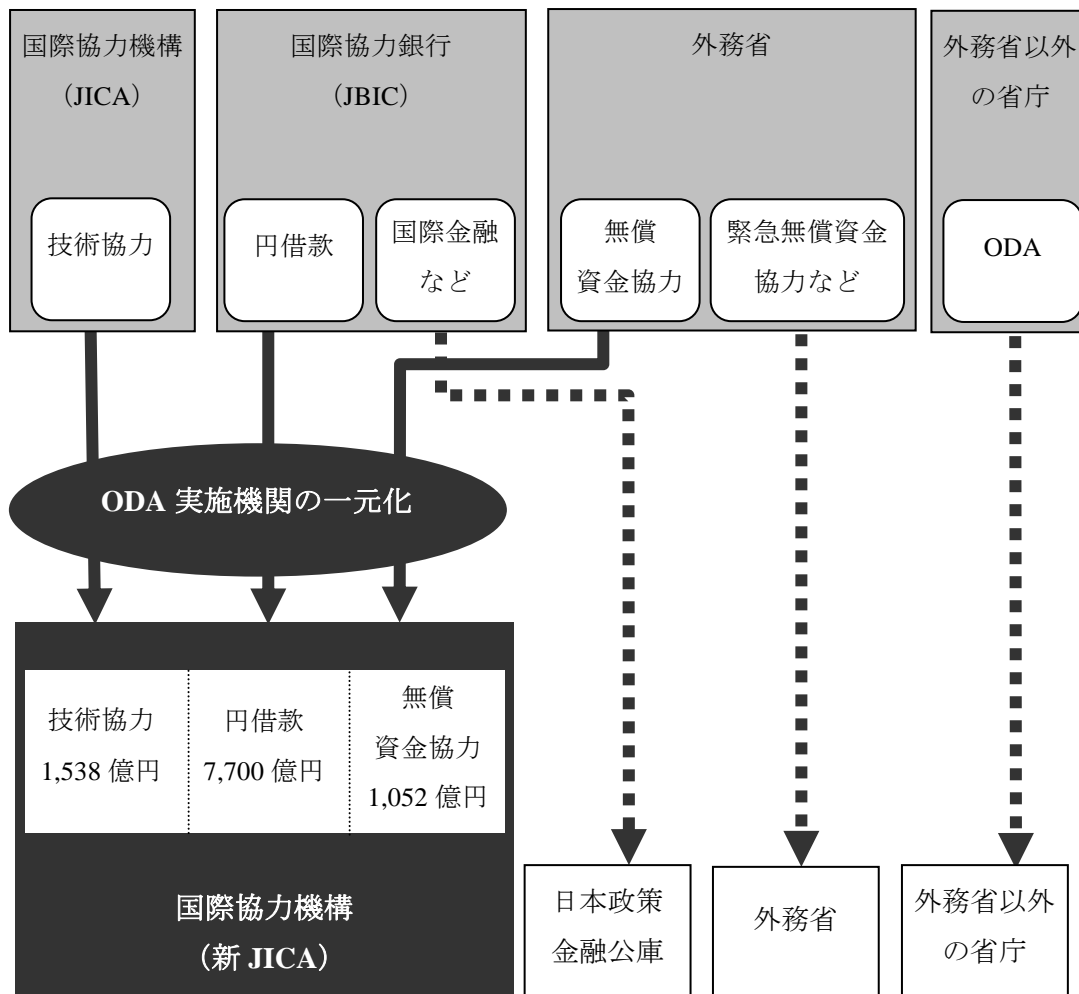 国際協力機構
（JICA）
国際協力銀行
（JBIC）
外務省
外務省以外
の省庁
技術協力
円借款
国際金融
など
無償
資金協力
緊急無償資金
協力など
ODA
ODA 実施機関の一元化
技術協力
1,538 億円
円借款
7,700 億円
無償
資金協力
1,052 億円
国際協力機構
（新 JICA）
日本政策
金融公庫
外務省
外務省以外
の省庁